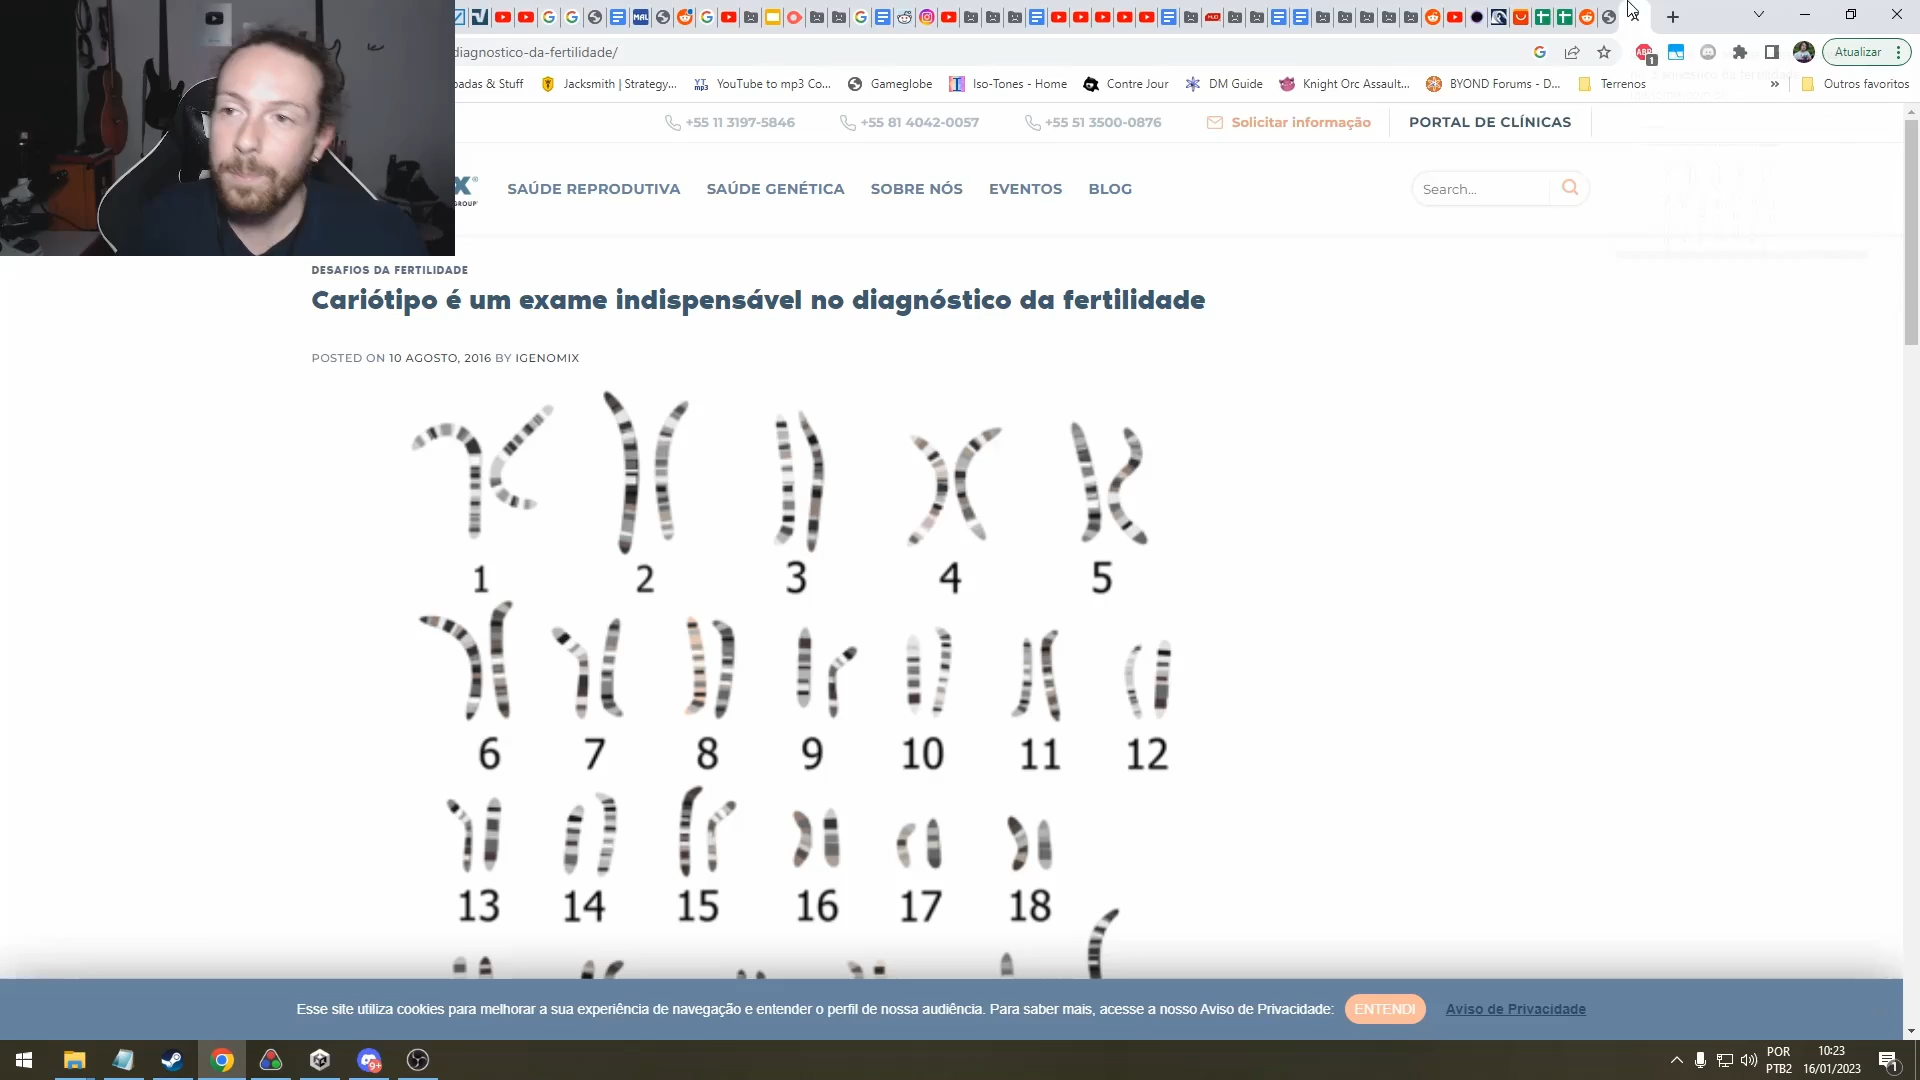 diagnostico-da-fertilidade/
Atualizar
& Stuff
Jacksmith | Strategy...
YouTube to mp3 Co...
Gameglobe
Iso-Tones - Home
Contre Jour
DM Guide
Knight Orc Assault...
BYOND Forums - D...
Terrenos
»
Outros favoritos
+55 11 3197-5846
+55 81 4042-0057
+55 51 3500-0876
Solicitar informação
PORTAL DE CLÍNICAS
SAÚDE REPRODUTIVA
SAÚDE GENÉTICA
SOBRE NÓS
EVENTOS
BLOG
Search...
DESAFIOS DA FERTILIDADE
Cariótipo é um exame indispensável no diagnóstico da fertilidade
POSTED ON 10 AGOSTO, 2016 BY IGENOMIX
1 2 3 4 5
6 7 8 9 10 11 12
13 14 15 16 17 18
Esse site utiliza cookies para melhorar a sua experiência de navegação e entender o perfil de nossa audiência. Para saber mais, acesse a nosso Aviso de Privacidade:
ENTENDI
Aviso de Privacidade
POR
PTB2
10:23
16/01/2023